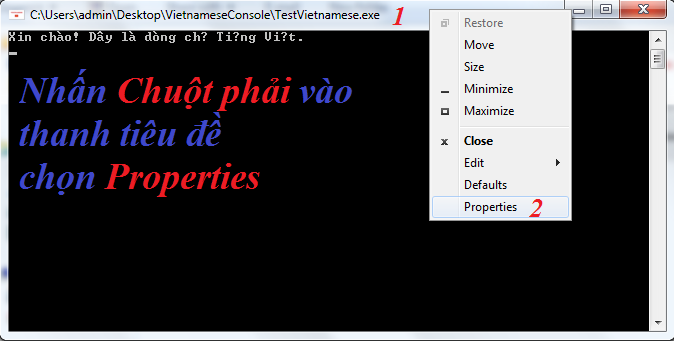 C:\Users\admin\Desktop\VietnameseConsole\TestVietnamese.exe 1
Xin chào! Dây là dòng ch? Ti?ng Vi?t.
Nhấn Chuột phải vào
thanh tiêu đề
chọn Properties
Restore
Move
Size
Minimize
Maximize
Close
Edit
Defaults
Properties 2